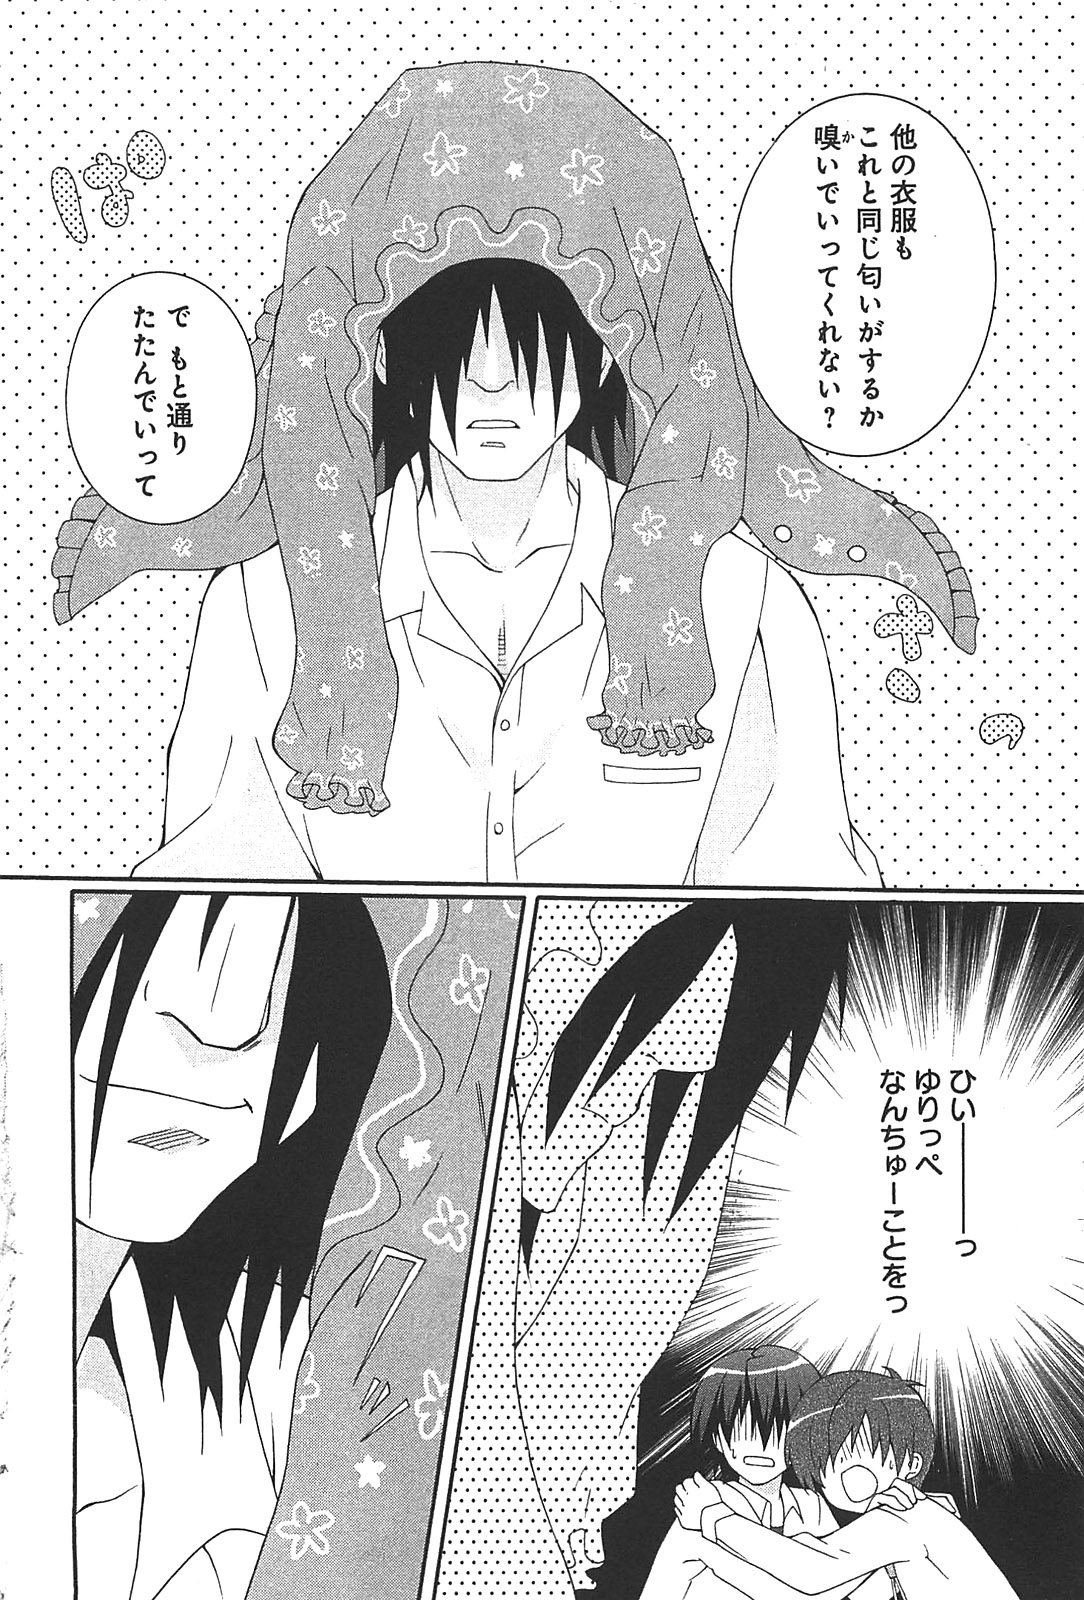 他の衣服も
これと同じ匂いがするか
嗅いでいってくれない？
で もと通り
たたんでいって
ひい――っ
ゆりっぺ
なんちゅーことをっ